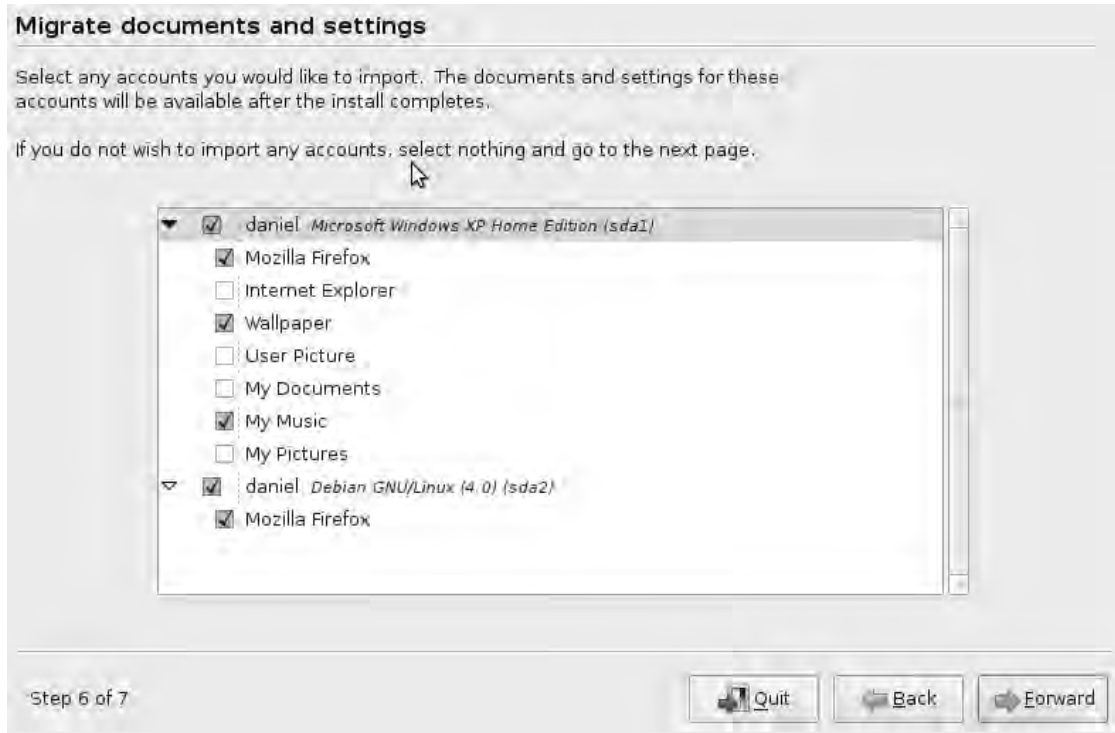 Migrate documents and settings
Select any accounts you would like to import. The documents and settings for these
accounts will be available after the install completes.
If you do not wish to import any accounts, select nothing and go to the next page.
daniel Microsoft Windows XP Home Edition (sda1)
Mozilla Firefox
Internet Explorer
Wallpaper
User Picture
My Documents
My Music
My Pictures
daniel Debian GNU/Linux (4.0) (sda2)
Mozilla Firefox
Step 6 of 7
Quit
Back
Forward